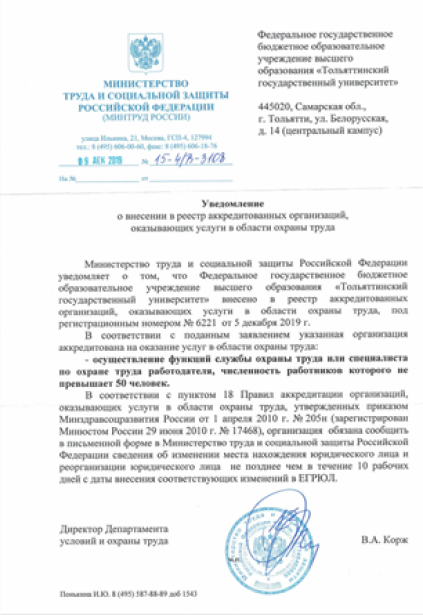 МИНИСТЕРСТВО
ТРУДА И СОЦИАЛЬНОЙ ЗАЩИТЫ
РОССИЙСКОЙ ФЕДЕРАЦИИ
(МИНТРУД РОССИИ)
улица Ильинка, 21, Москва, ГСП-4, 127994
тел.: 8 (495) 606-00-60, факс: 8 (495) 606-18-76
09 ДЕК 2019 № 15-4/В-3108
На № от
Федеральное государственное
бюджетное образовательное
учреждение высшего
образования «Тольяттинский
государственный университет»
445020, Самарская обл.,
г. Тольятти, ул. Белорусская,
д. 14 (центральный кампус)
Уведомление
о внесении в реестр аккредитованных организаций,
оказывающих услуги в области охраны труда
Министерство труда и социальной защиты Российской Федерации
уведомляет о том, что Федеральное государственное бюджетное
образовательное учреждение высшего образования «Тольяттинский
государственный университет» внесено в реестр аккредитованных
организаций, оказывающих услуги в области охраны труда, под
регистрационным номером № 6221 от 5 декабря 2019 г.
В соответствии с поданным заявлением указанная организация
аккредитована на оказание услуг в области охраны труда:
- осуществление функций службы охраны труда или специалиста
по охране труда работодателя, численность работников которого не
превышает 50 человек.
В соответствии с пунктом 18 Правил аккредитации организаций,
оказывающих услуги в области охраны труда, утвержденных приказом
Минздравсоцразвития России от 1 апреля 2010 г. № 205н (зарегистрирован
Минюстом России 29 июня 2010 г. № 17468), организация обязана сообщить
в письменной форме в Министерство труда и социальной защиты Российской
Федерации сведения об изменении места нахождения юридического лица и
реорганизации юридического лица не позднее чем в течение 10 рабочих
дней с даты внесения соответствующих изменений в ЕГРЮЛ.
Директор Департамента
условий и охраны труда
В.А. Корж
8 (495) 587-88-89 доб 1543